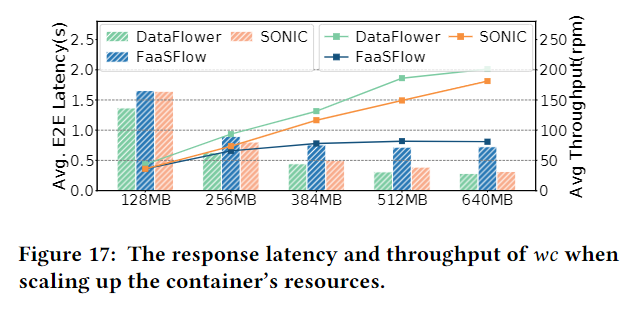 DataFlower SONIC
FaaSFlow
DataFlower SONIC
FaaSFlow
Avg. E2E Latency(s)
2.5
2.0
1.5
1.0
0.5
0.0
250
200
150
100
50
0
Avg Throughput(rpm)
128MB 256MB 384MB 512MB 640MB
Figure 17: The response latency and throughput of wc when
scaling up the container's resources.